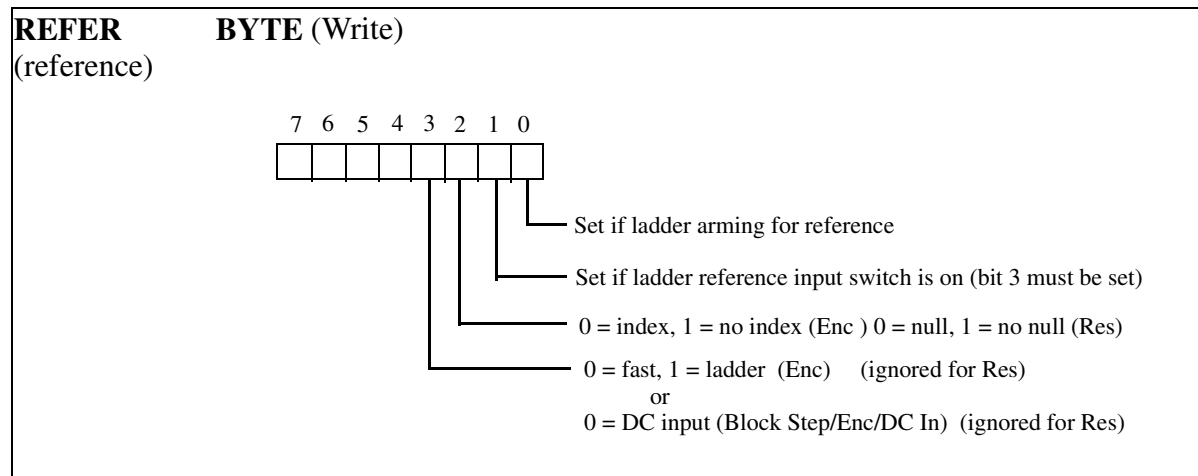 REFER BYTE (Write)
(reference)
7 6 5 4 3 2 1 0
Set if ladder arming for reference
Set if ladder reference input switch is on (bit 3 must be set)
0 = index, 1 = no index (Enc ) 0 = null, 1 = no null (Res)
0 = fast, 1 = ladder (Enc) (ignored for Res)
or
0 = DC input (Block Step/Enc/DC In) (ignored for Res)